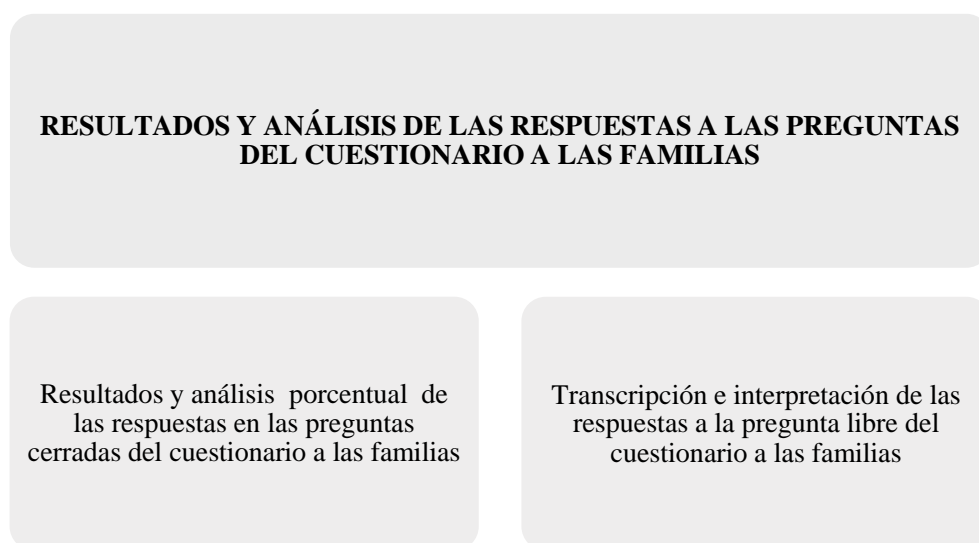 RESULTADOS Y ANÁLISIS DE LAS RESPUESTAS A LAS PREGUNTAS
DEL CUESTIONARIO A LAS FAMILIAS
Resultados y análisis porcentual de
las respuestas en las preguntas
cerradas del cuestionario a las familias
Transcripción e interpretación de las
respuestas a la pregunta libre del
cuestionario a las familias